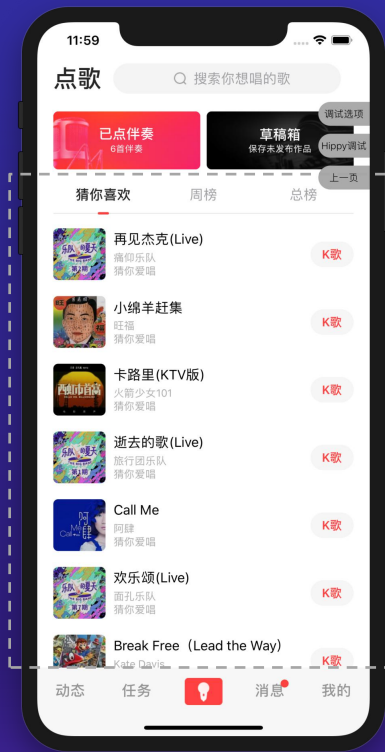 11:59
点歌
搜索你想唱的歌
已点伴奏
6首伴奏
草稿箱
保存未发布作品
调试选项
Hippy调试
上一页
猜你喜欢
周榜
总榜
再见杰克(Live)
痛仰乐队
猜你爱唱
K歌
小绵羊赶集
旺福
猜你爱唱
K歌
西虹市首富
卡路里(KTV版)
火箭少女101
猜你爱唱
K歌
逝去的歌(Live)
旅行团乐队
猜你爱唱
K歌
Call Me
阿肆
猜你爱唱
K歌
欢乐颂(Live)
面孔乐队
猜你爱唱
K歌
Break Free（Lead the Way)
Kate Davis
K歌
动态
任务
消息
我的